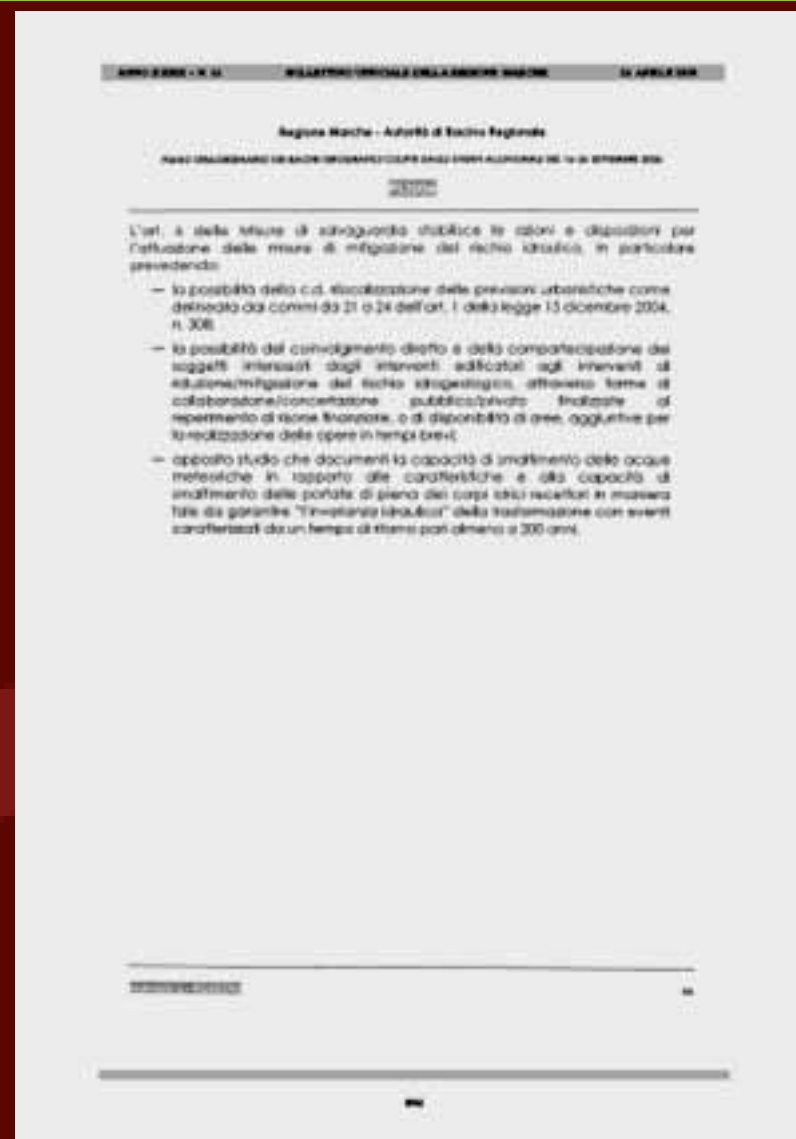 BOLLETTINO UFFICIALE DELLA REGIONE MARCHE
Regione Marche - Autorità di Bacino Regionale
L'art. delle Misure di salvaguardia stabilisce le azioni e disposizioni per
l'attuazione delle misure di mitigazione del rischio idraulico, in particolare
prevedendo:
— la possibilità della c.d. rilocalizzazione delle previsioni urbanistiche come
delineata dai commi da 21 a 24 dell'art. 1 della legge 15 dicembre 2004,
n. 308;
— la possibilità del coinvolgimento diretto e della compartecipazione dei
soggetti interessati dagli interventi edificatori agli interventi di
riduzione/mitigazione del rischio idrogeologico, attraverso forme di
collaborazione/concertazione pubblico/privato finalizzate al
reperimento di risorse finanziarie, o di disponibilità di aree, aggiuntive per
la realizzazione delle opere in tempi brevi;
— apposito studio che documenti la capacità di smaltimento delle acque
meteoriche in rapporto alle caratteristiche e alla capacità di
smaltimento delle portate di piena dei corpi idrici recettori in maniera
tale da garantire "l'invarianza idraulica" della trasformazione con eventi
caratterizzati da un tempo di ritorno pari almeno a 200 anni.